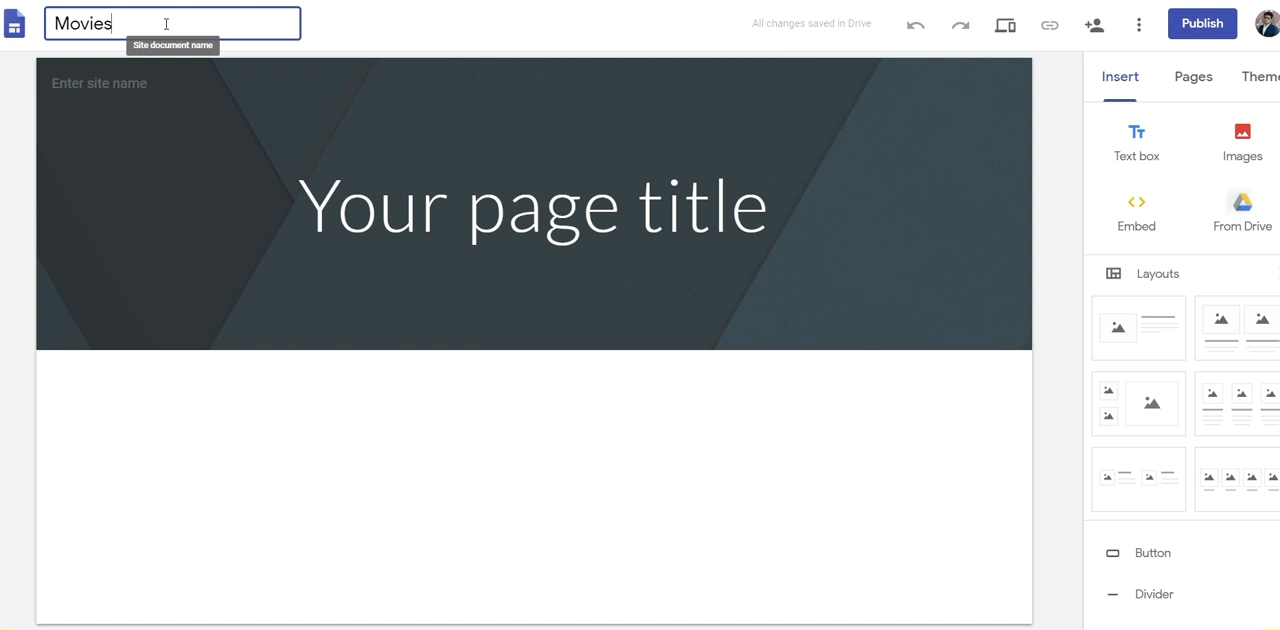 Movies
All changes saved in Drive
Publish
Site document name
Enter site name
Your page title
Insert Pages Theme
Text box Images
Embed From Drive
Layouts
Button
Divider